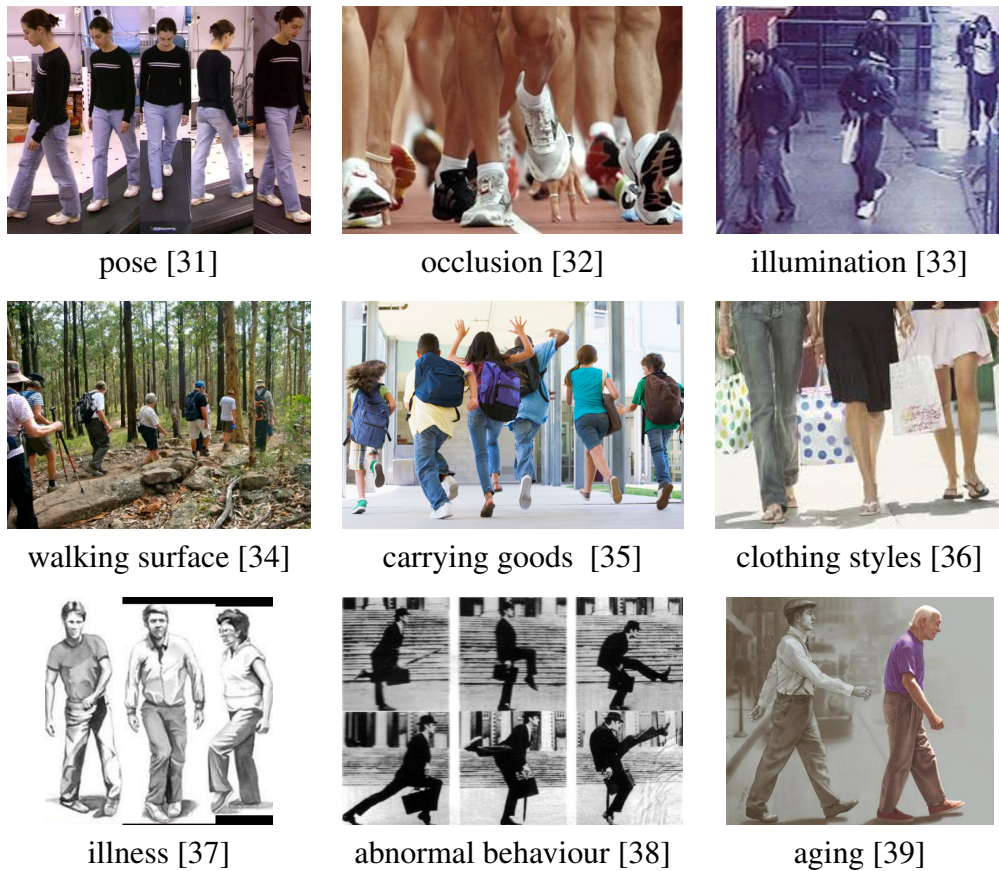 pose [31]
occlusion [32]
illumination [33]
walking surface [34]
carrying goods [35]
clothing styles [36]
illness [37]
abnormal behaviour [38]
aging [39]